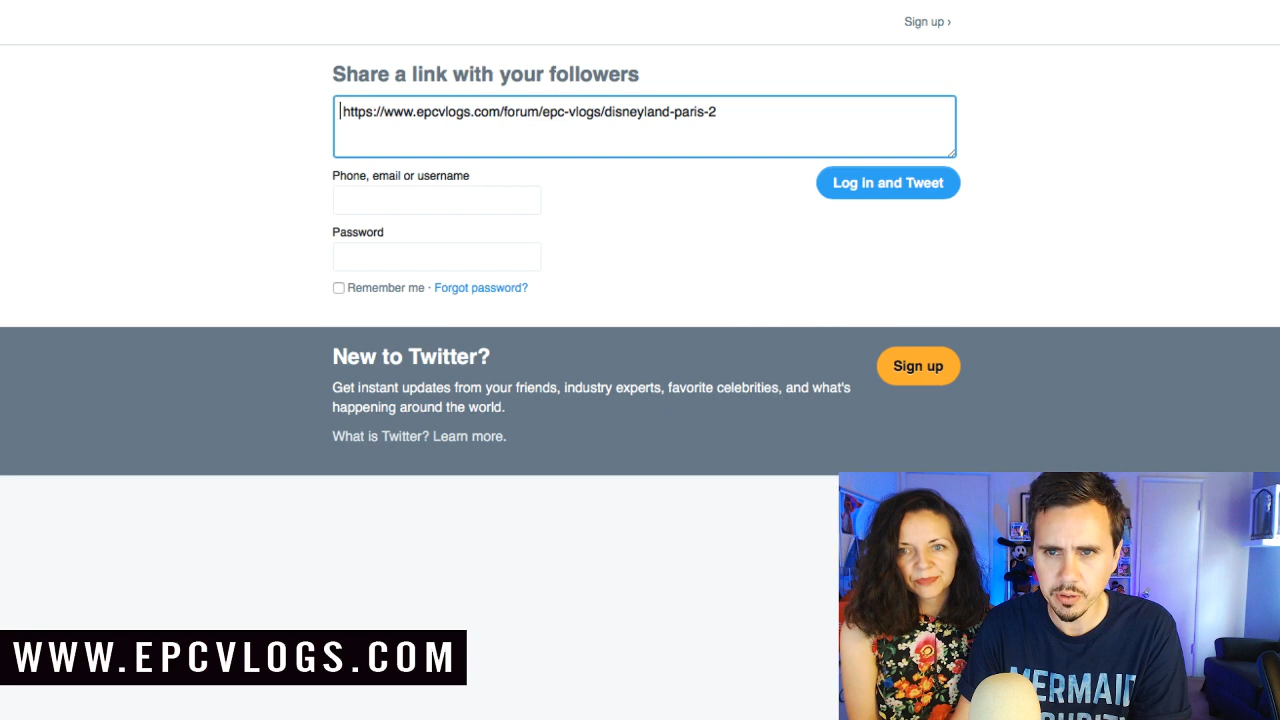 Sign up ›
Share a link with your followers
https://www.epcvlogs.com/forum/epc-vlogs/disneyland-paris-2
Phone, email or username
Log in and Tweet
Password
Remember me · Forgot password?
New to Twitter?
Sign up
Get instant updates from your friends, industry experts, favorite celebrities, and what's
happening around the world.
What is Twitter? Learn more.
WWW.EPCVLOGS.COM
MERMAID
SECURITY